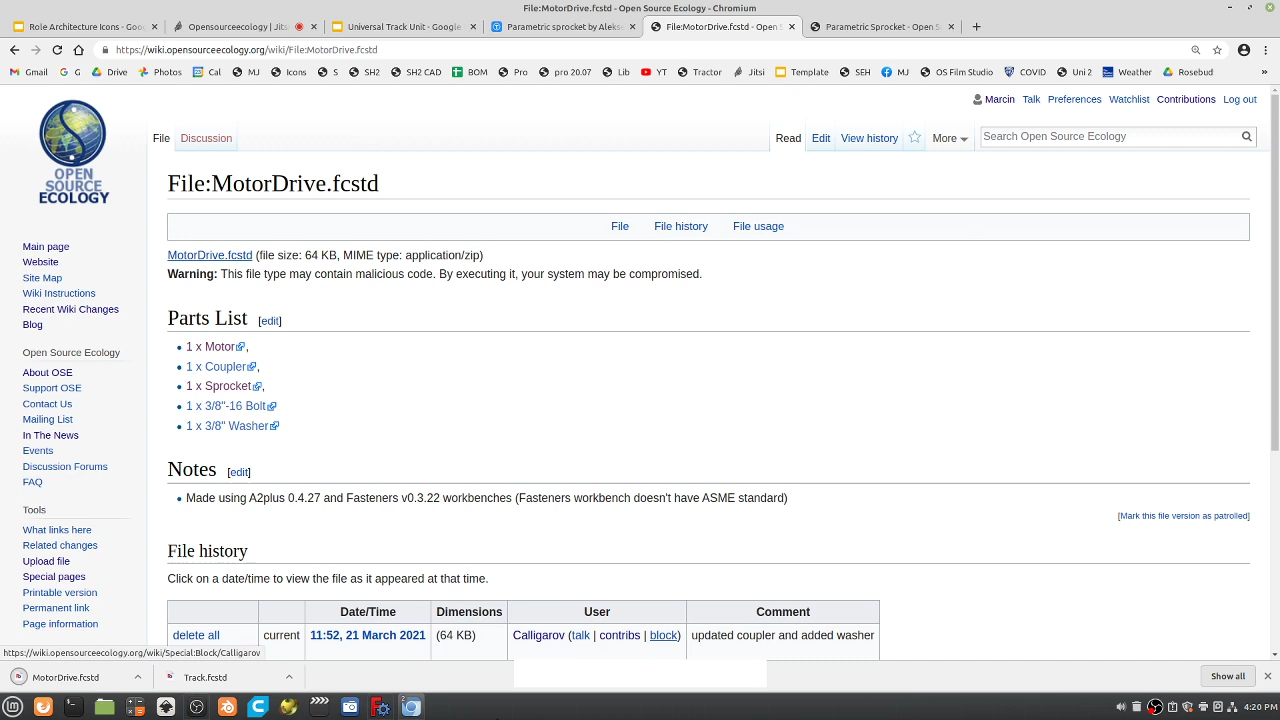 File:MotorDrive.fcstd - Open Source Ecology - Chromium
Role Architecture Icons - Goog
Opensourceecology | Jits
Universal Track Unit - Google
Parametric sprocket by Aleks
File:MotorDrive.fcstd - Open S
Parametric Sprocket - Open S
https://wiki.opensourceecology.org/wiki/File:MotorDrive.fcstd
Gmail G Drive Photos Cal MJ Icons S SH2 SH2 CAD BOM Pro pro 20.07 Lib YT Tractor Jitsi Template SEH MJ OS Film Studio COVID Uni 2 Weather Rosebud »
Marcin Talk Preferences Watchlist Contributions Log out
File Discussion Read Edit View history More Search Open Source Ecology
OPEN
SOURCE
ECOLOGY
Main page
Website
Site Map
Wiki Instructions
Recent Wiki Changes
Blog
Open Source Ecology
About OSE
Support OSE
Contact Us
Mailing List
In The News
Events
Discussion Forums
FAQ
Tools
What links here
Related changes
Upload file
Special pages
Printable version
Permanent link
Page information
File:MotorDrive.fcstd
File File history File usage
MotorDrive.fcstd (file size: 64 KB, MIME type: application/zip)
Warning: This file type may contain malicious code. By executing it, your system may be compromised.
Parts List [edit]
1 x Motor,
1 x Coupler,
1 x Sprocket,
1 x 3/8"-16 Bolt
1 x 3/8" Washer
Notes [edit]
Made using A2plus 0.4.27 and Fasteners v0.3.22 workbenches (Fasteners workbench doesn't have ASME standard)
[Mark this file version as patrolled]
File history
Click on a date/time to view the file as it appeared at that time.
Date/Time Dimensions User Comment
delete all current 11:52, 21 March 2021 (64 KB) Calligarov (talk | contribs | block) updated coupler and added washer
https://wiki.opensourceecology.org/wiki/Special:Block/Calligarov
MotorDrive.fcstd Track.fcstd Show all
2
4:20 PM